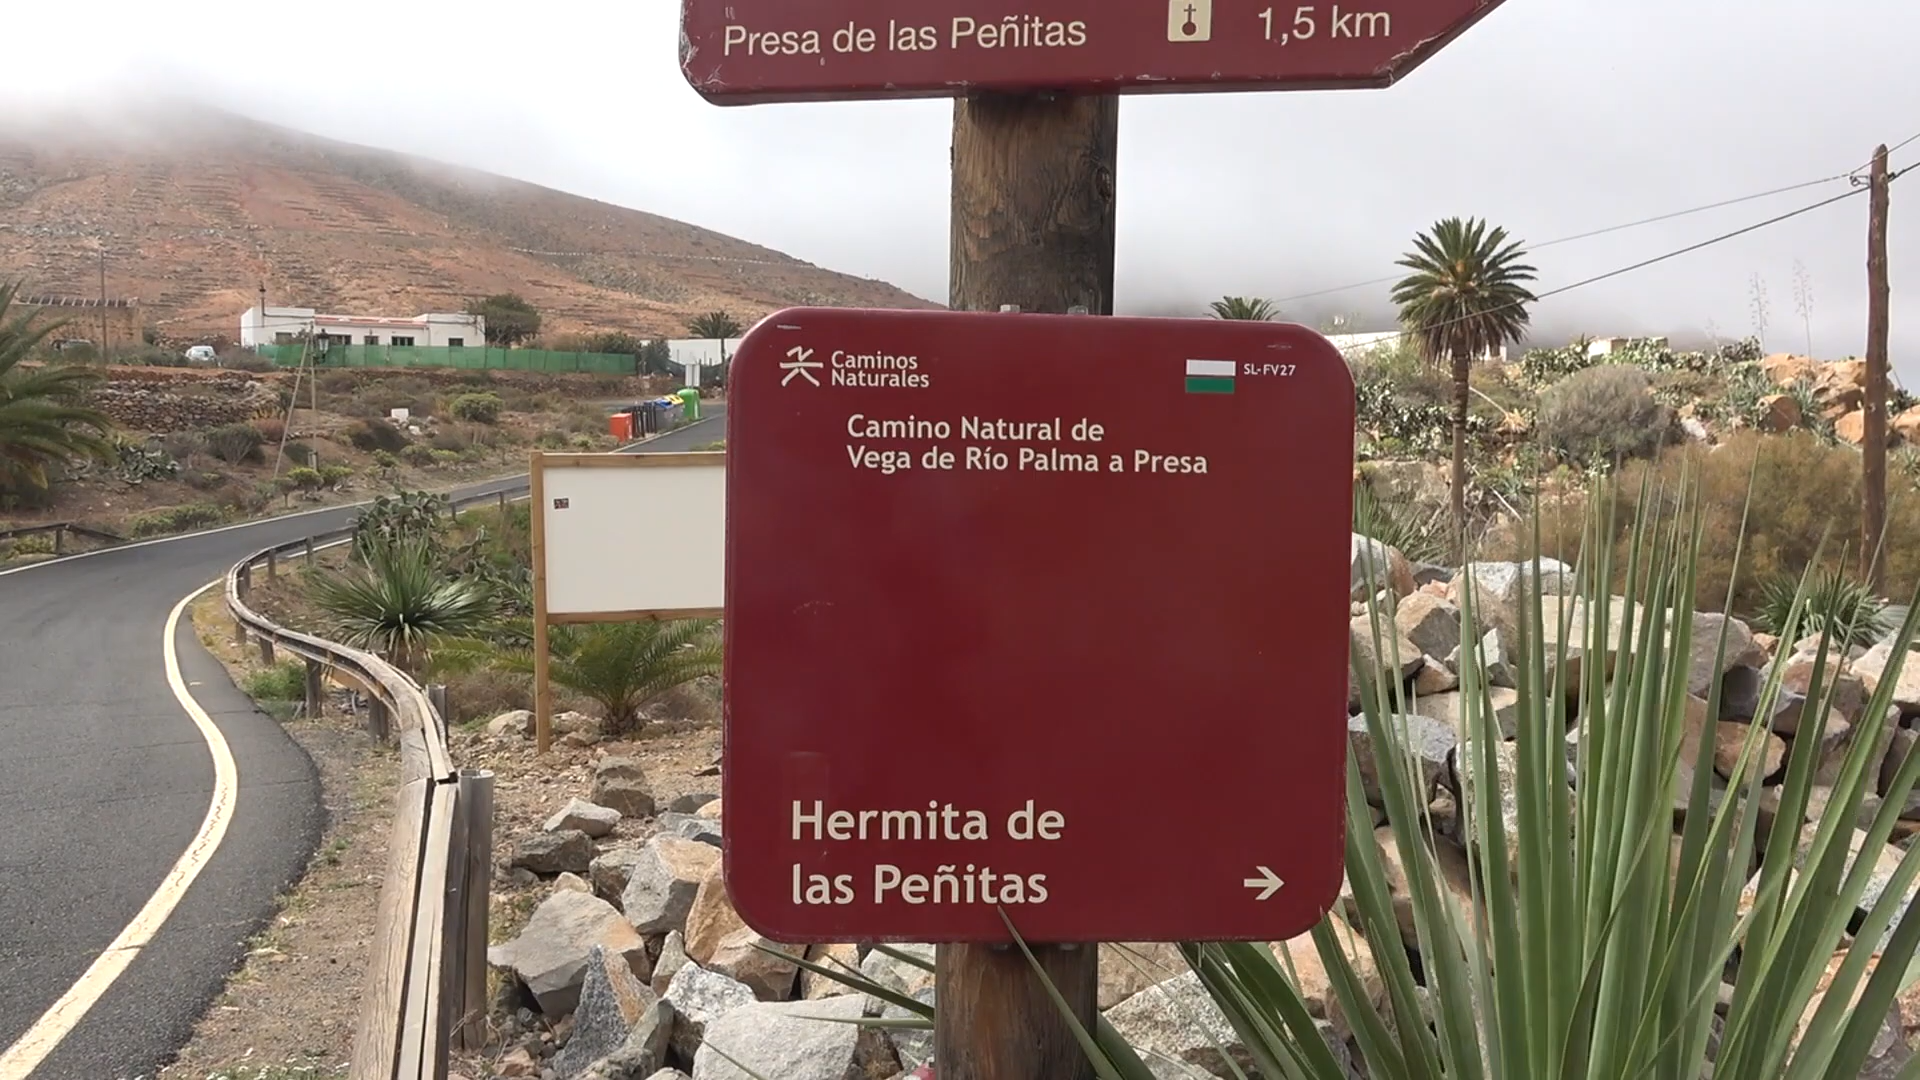 Presa de las Peñitas 1,5 km
Caminos
Naturales
SL-FV27
Camino Natural de
Vega de Río Palma a Presa
Hermita de
las Peñitas